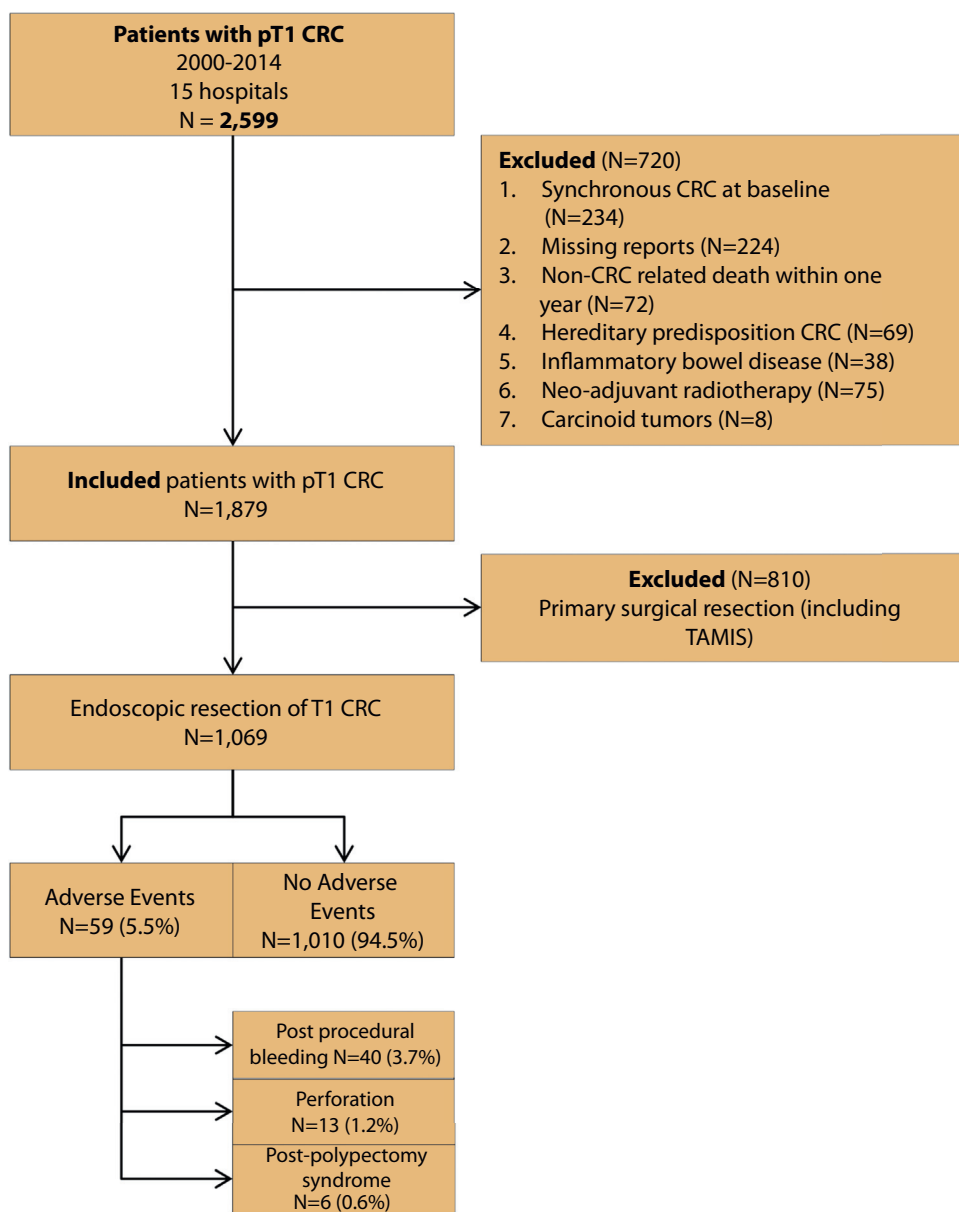 Patients with pT1 CRC
2000-2014
15 hospitals
N = 2,599
Excluded (N=720)
1. Synchronous CRC at baseline
(N=234)
2. Missing reports (N=224)
3. Non-CRC related death within one
year (N=72)
4. Hereditary predisposition CRC (N=69)
5. Inflammatory bowel disease (N=38)
6. Neo-adjuvant radiotherapy (N=75)
7. Carcinoid tumors (N=8)
Included patients with pT1 CRC
N=1,879
Excluded (N=810)
Primary surgical resection (including
TAMIS)
Endoscopic resection of T1 CRC
N=1,069
Adverse Events
N=59 (5.5%)
No Adverse
Events
N=1,010 (94.5%)
Post procedural
bleeding N=40 (3.7%)
Perforation
N=13 (1.2%)
Post-polypectomy
syndrome
N=6 (0.6%)